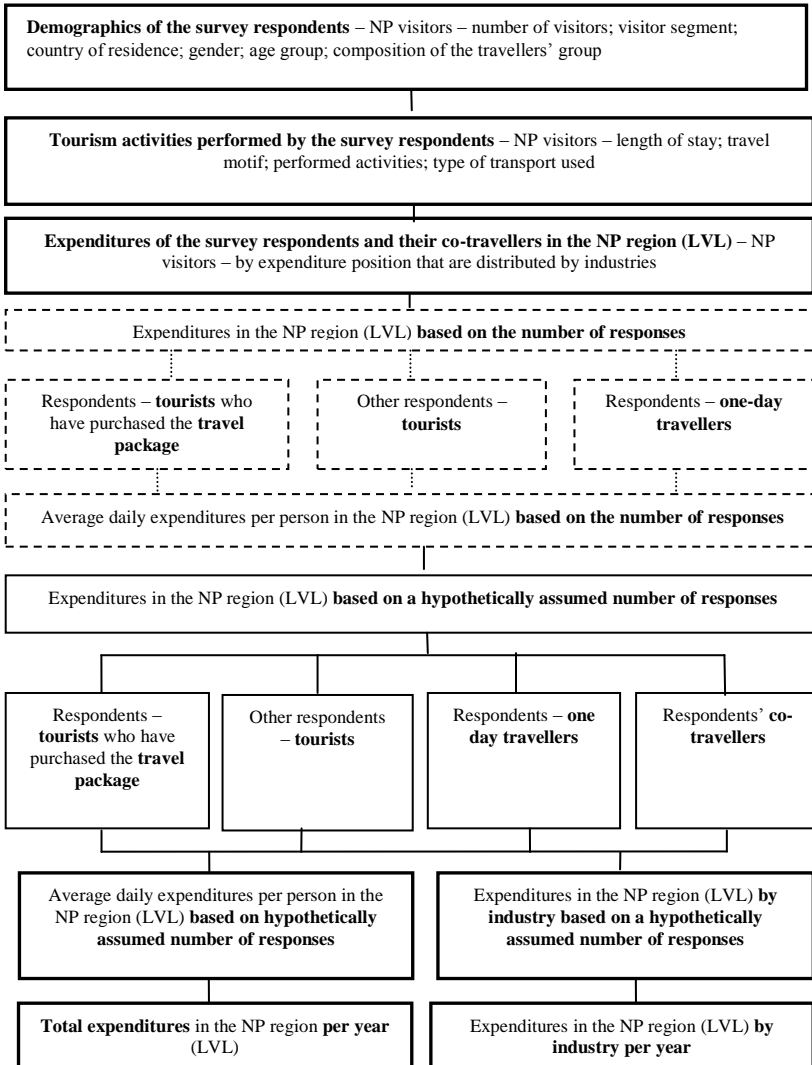 Demographics of the survey respondents – NP visitors – number of visitors; visitor segment;
country of residence; gender; age group; composition of the travellers’ group
Tourism activities performed by the survey respondents – NP visitors – length of stay; travel
motif; performed activities; type of transport used
Expenditures of the survey respondents and their co-travellers in the NP region (LVL) – NP
visitors – by expenditure position that are distributed by industries
Expenditures in the NP region (LVL) based on the number of responses
Respondents – tourists who
have purchased the travel
package
Other respondents –
tourists
Respondents – one-day
travellers
Average daily expenditures per person in the NP region (LVL) based on the number of responses
Expenditures in the NP region (LVL) based on a hypothetically assumed number of responses
Respondents –
tourists who have
purchased the
travel package
Other respondents
– tourists
Respondents – one
day travellers
Respondents’ co-
travellers
Average daily expenditures per person in the
NP region (LVL) based on hypothetically
assumed number of responses
Expenditures in the NP region (LVL) by
industry based on a hypothetically
assumed number of responses
Total expenditures in the NP region per year
(LVL)
Expenditures in the NP region (LVL) by
industry per year